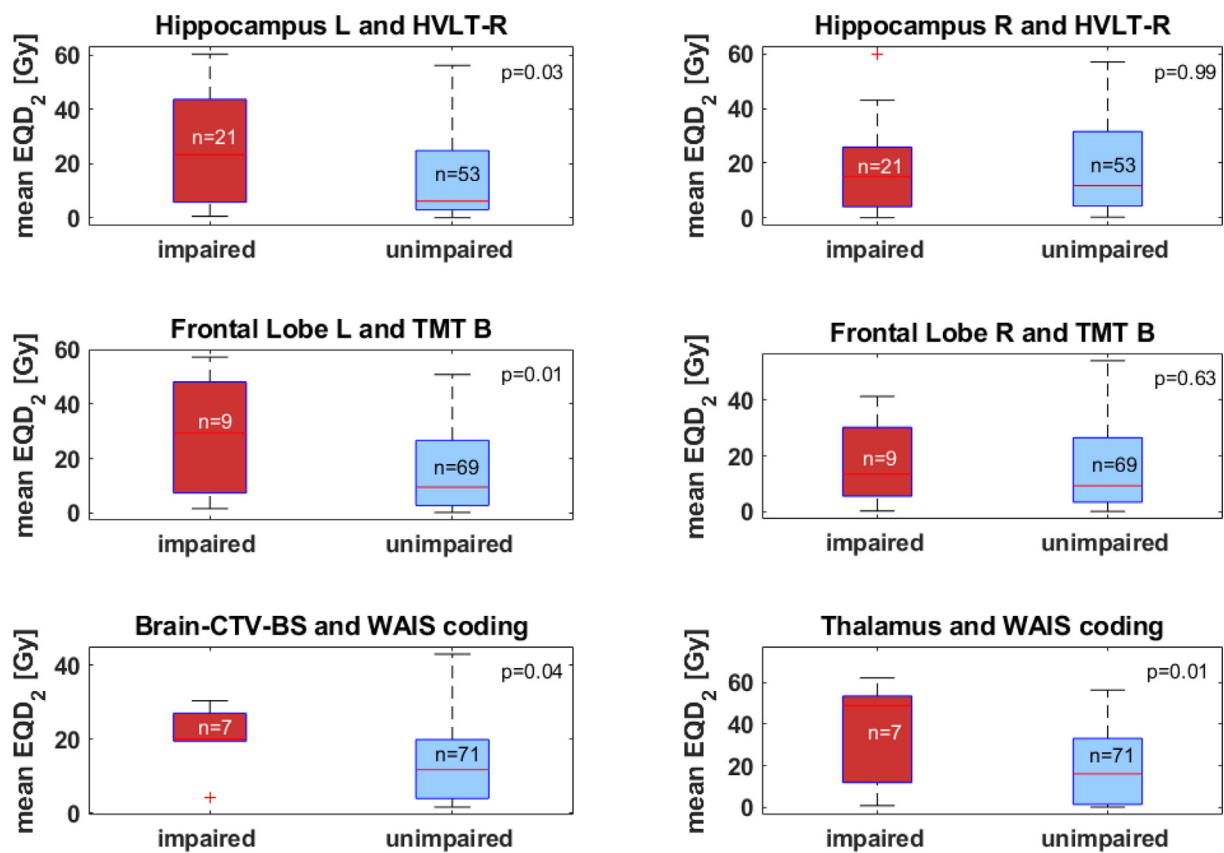 Hippocampus L and HVLT-R
mean EQD2 [Gy]
60
40
20
0
p=0.03
n=21
n=53
impaired
unimpaired
Hippocampus R and HVLT-R
mean EQD2 [Gy]
60
40
20
0
p=0.99
n=21
n=53
impaired
unimpaired
Frontal Lobe L and TMT B
mean EQD2 [Gy]
60
40
20
0
p=0.01
n=9
n=69
impaired
unimpaired
Frontal Lobe R and TMT B
mean EQD2 [Gy]
40
20
0
p=0.63
n=9
n=69
impaired
unimpaired
Brain-CTV-BS and WAIS coding
mean EQD2 [Gy]
40
20
0
p=0.04
n=7
n=71
impaired
unimpaired
Thalamus and WAIS coding
mean EQD2 [Gy]
60
40
20
0
p=0.01
n=7
n=71
impaired
unimpaired